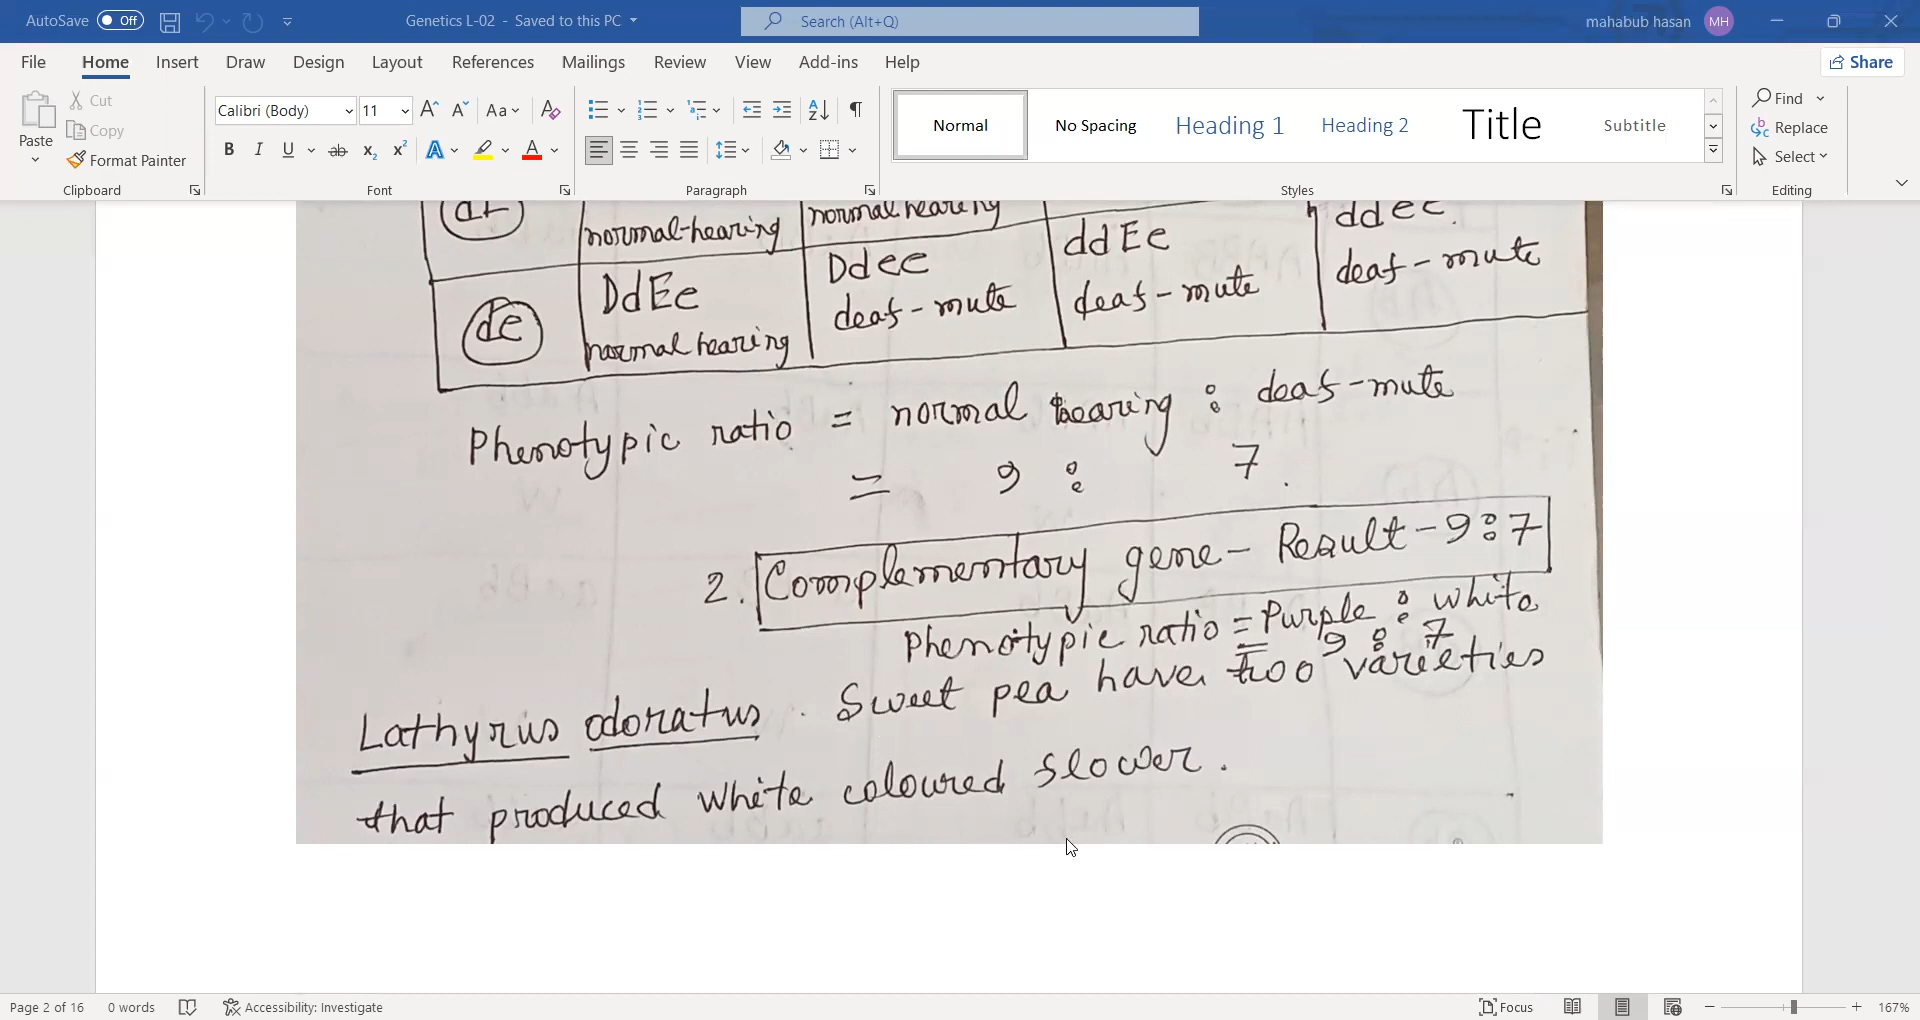 AutoSave Off Genetics L-02 - Saved to this PC Search (Alt+Q) mahabub hasan MH
File Home Insert Draw Design Layout References Mailings Review View Add-ins Help Share
Paste Cut Copy Format Painter
Calibri (Body) 11 Aa
B I U ab x₂ x² A A
Normal No Spacing Heading 1 Heading 2 Title Subtitle
Find Replace Select
Clipboard Font Paragraph Styles Editing
normal-hearing normal hearing ddee
deaf-mute
de DdEe Ddee ddEe
normal hearing deaf-mute deaf-mute
Phenotypic ratio = normal hearing : deaf-mute
= 9 : 7
2. Complementary gene - Result - 9:7
Phenotypic ratio = Purple : white
= 9 : 7
Lathyrus odoratus. Sweet pea have two varieties
that produced white coloured flower.
Page 2 of 16 0 words Accessibility: Investigate Focus 167%